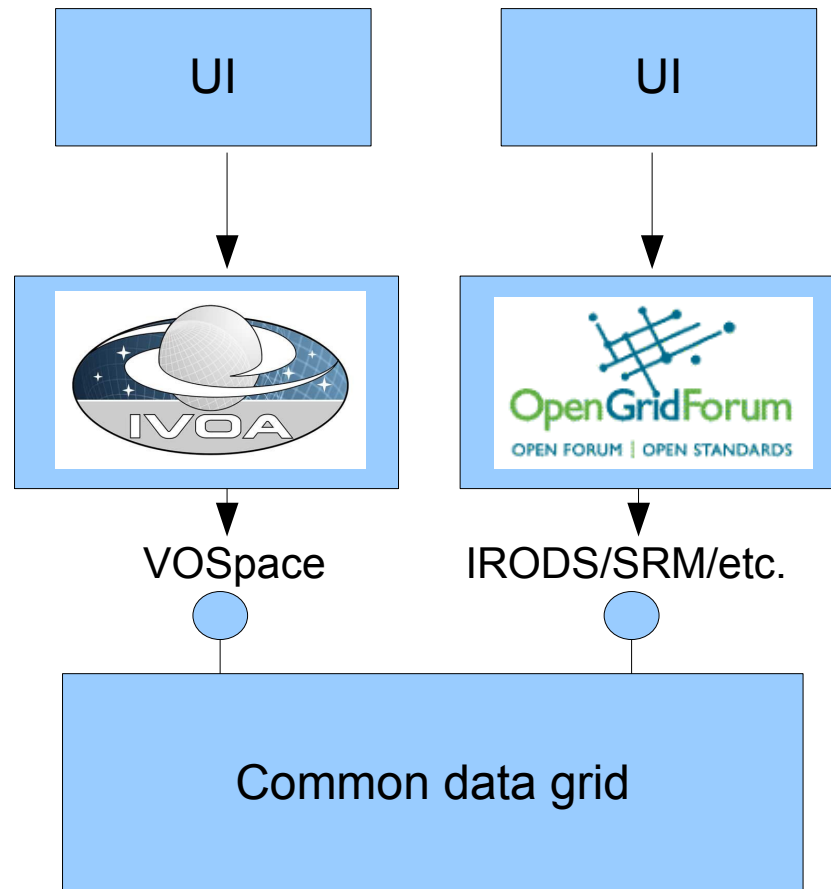 UI
UI
IVOA
OpenGridForum
OPEN FORUM | OPEN STANDARDS
VOSpace
IRODS/SRM/etc.
Common data grid